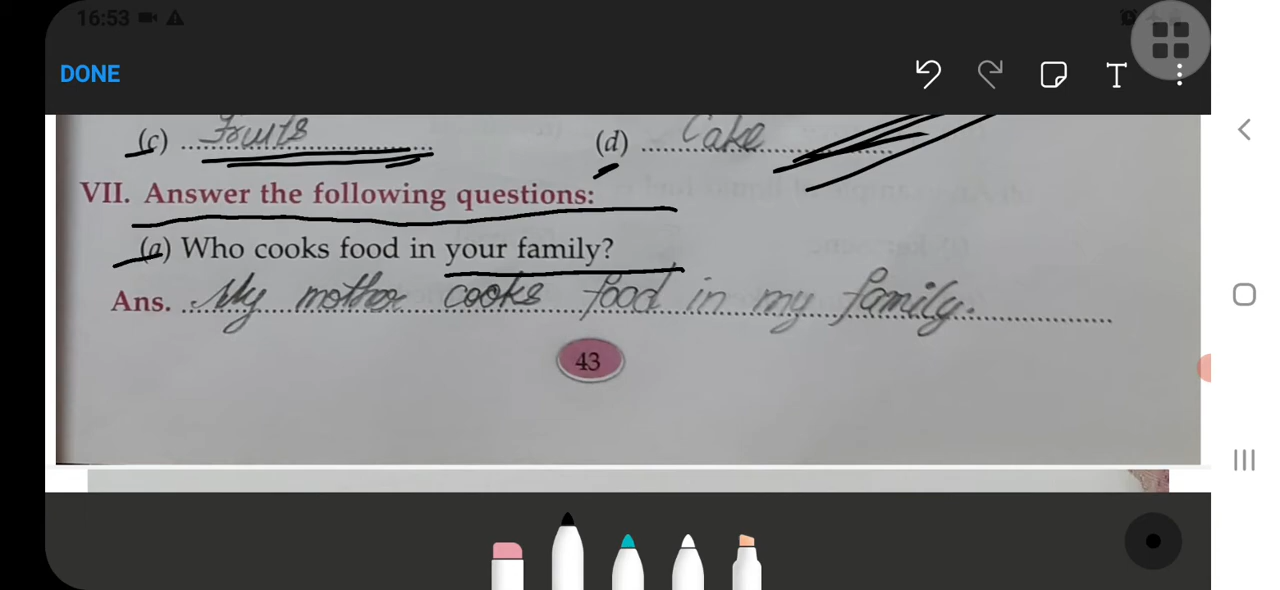 16:53
DONE
T
(c) Fruits (d) Cake
VII. Answer the following questions:
(a) Who cooks food in your family?
Ans. My mother cooks food in my family.
43